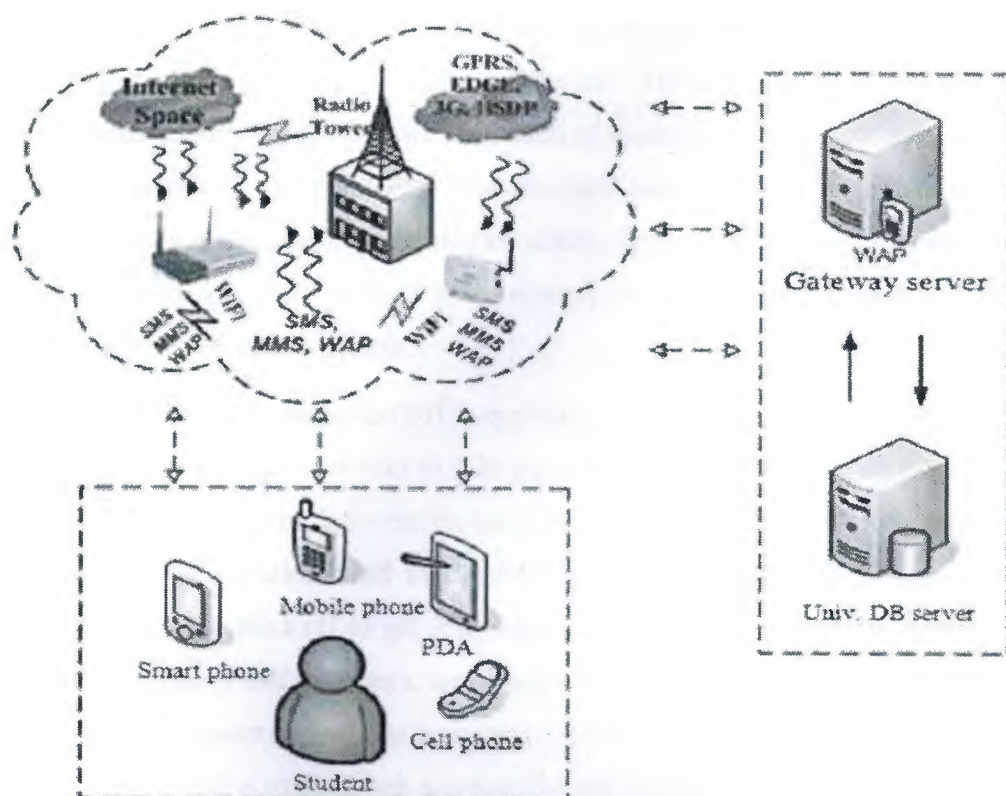 Internet
Space
Radio
Tower
GPRS,
EDGE,
3G, HSDP
WiFi
SMS
MMS
WAP
SMS,
MMS, WAP
WiFi
SMS
MMS
WAP
WAP
Gateway server
Univ. DB server
Mobile phone
PDA
Smart phone
Cell phone
Student